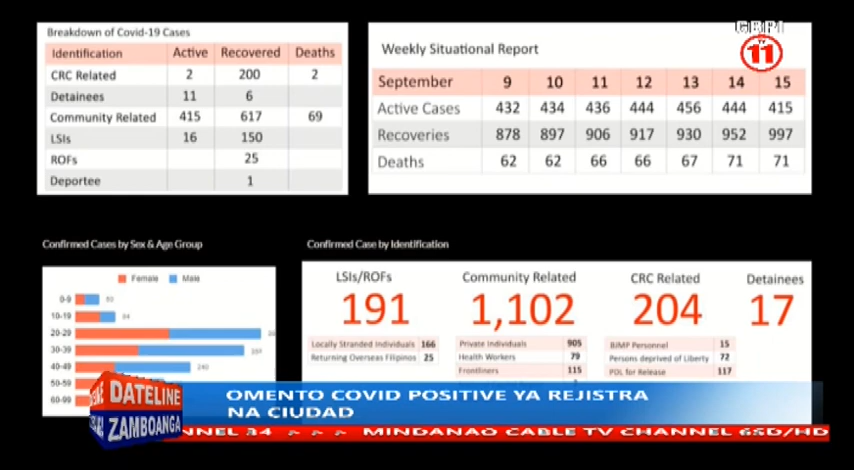 Breakdown of Covid-19 Cases
Identification Active Recovered Deaths
CRC Related 2 200 2
Detainees 11 6
Community Related 415 617 69
LSIs 16 150
ROFs 25
Deportee 1
Weekly Situational Report
11
September 9 10 11 12 13 14 15
Active Cases 432 434 436 444 456 444 415
Recoveries 878 897 906 917 930 952 997
Deaths 62 62 66 66 67 71 71
Confirmed Cases by Sex & Age Group
Female Male
0-9
10-19
20-29
30-39
40-49 240
50-59
60-99
Confirmed Case by Identification
LSIs/ROFs Community Related CRC Related Detainees
191 1,102 204 17
Locally Stranded Individuals 166 Private Individuals 905 BJMP Personnel 15
Returning Overseas Filipinos 25 Health Workers 79 Persons deprived of Liberty 72
Frontliners 115 PDL for Release 117
DATELINE
ZAMBOANGA
OMENTO COVID POSITIVE YA REJISTRA
NA CIUDAD
NNEL 34 MINDANAO CABLE TV CHANNEL